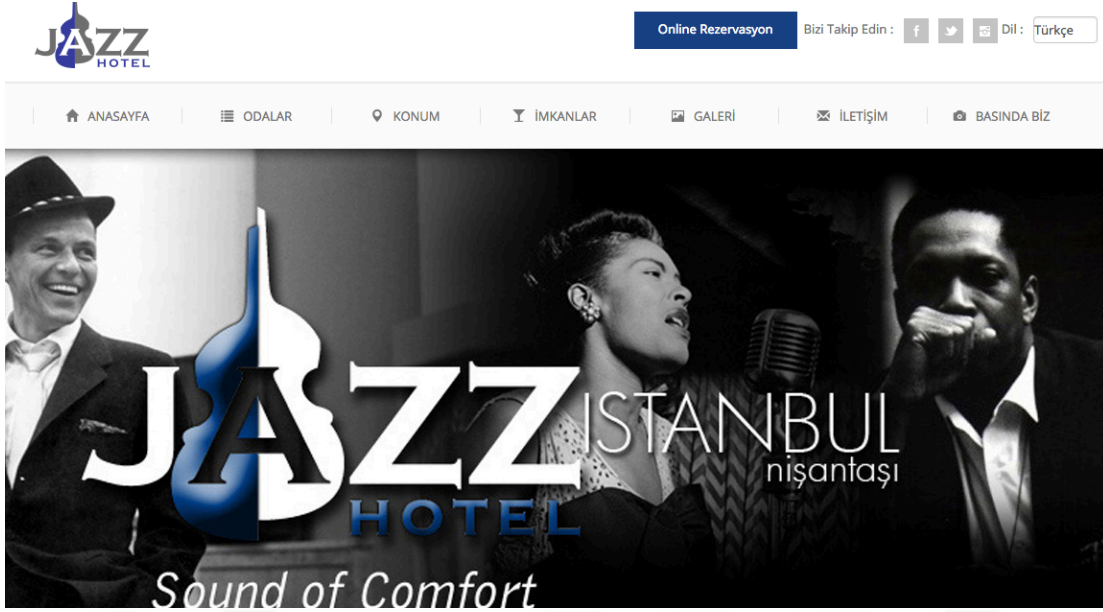 JAZZ
HOTEL
Online Rezervasyon
Bizi Takip Edin :
Dil :
Türkçe
ANASAYFA
ODALAR
KONUM
İMKANLAR
GALERİ
İLETİŞİM
BASINDA BİZ
JAZZ
HOTEL
ISTANBUL
nişantaşı
Sound of Comfort